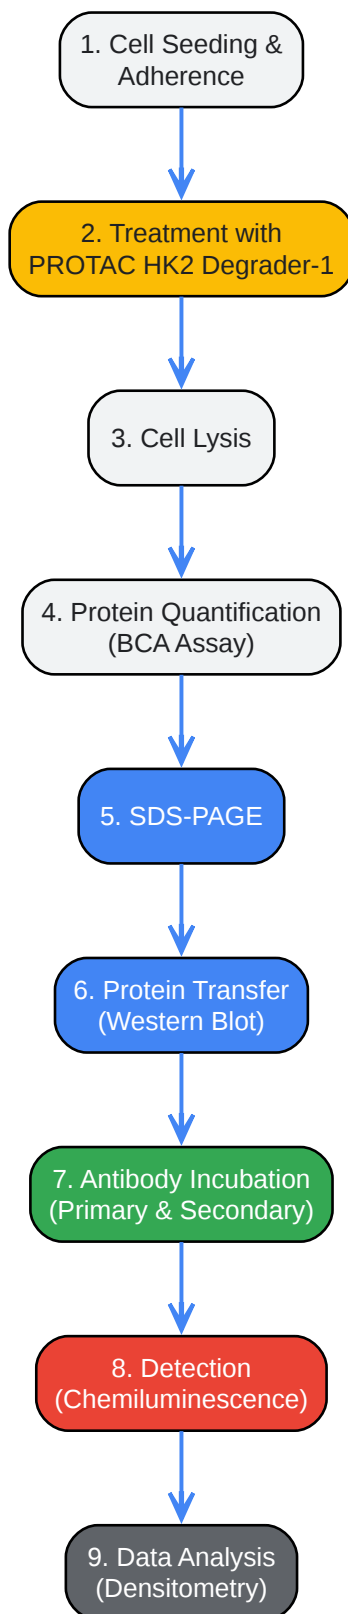 1. Cell Seeding &
Adherence
2. Treatment with
PROTAC HK2 Degrader-1
3. Cell Lysis
4. Protein Quantification
(BCA Assay)
5. SDS-PAGE
6. Protein Transfer
(Western Blot)
7. Antibody Incubation
(Primary & Secondary)
8. Detection
(Chemiluminescence)
9. Data Analysis
(Densitometry)